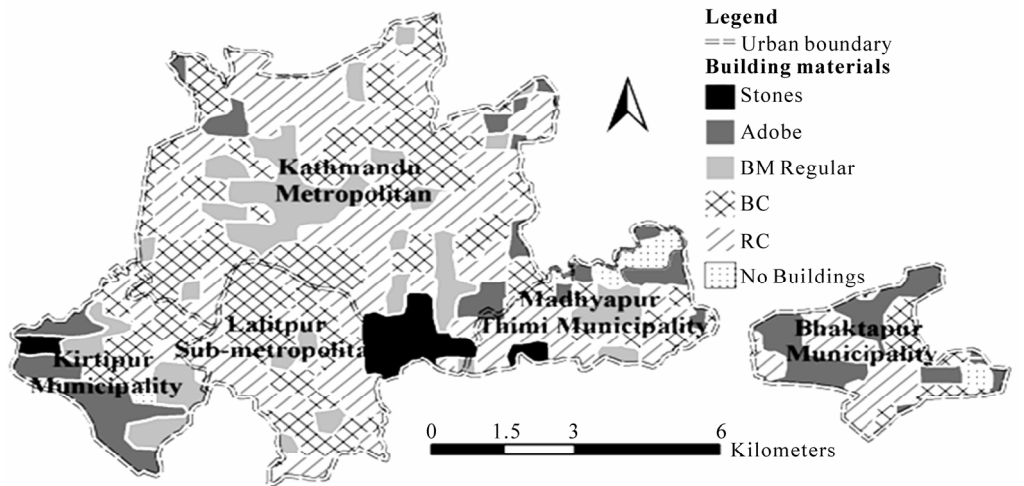 Legend
Urban boundary
Building materials
Stones
Adobe
BM Regular
BC
RC
No Buildings
Kathmandu
Metropolitan
Lalitpur
Sub-metropolita
Madhyapur
Thimi Municipality
Bhaktapur
Municipality
Kirtipur
Municipality
0 1.5 3 6
Kilometers